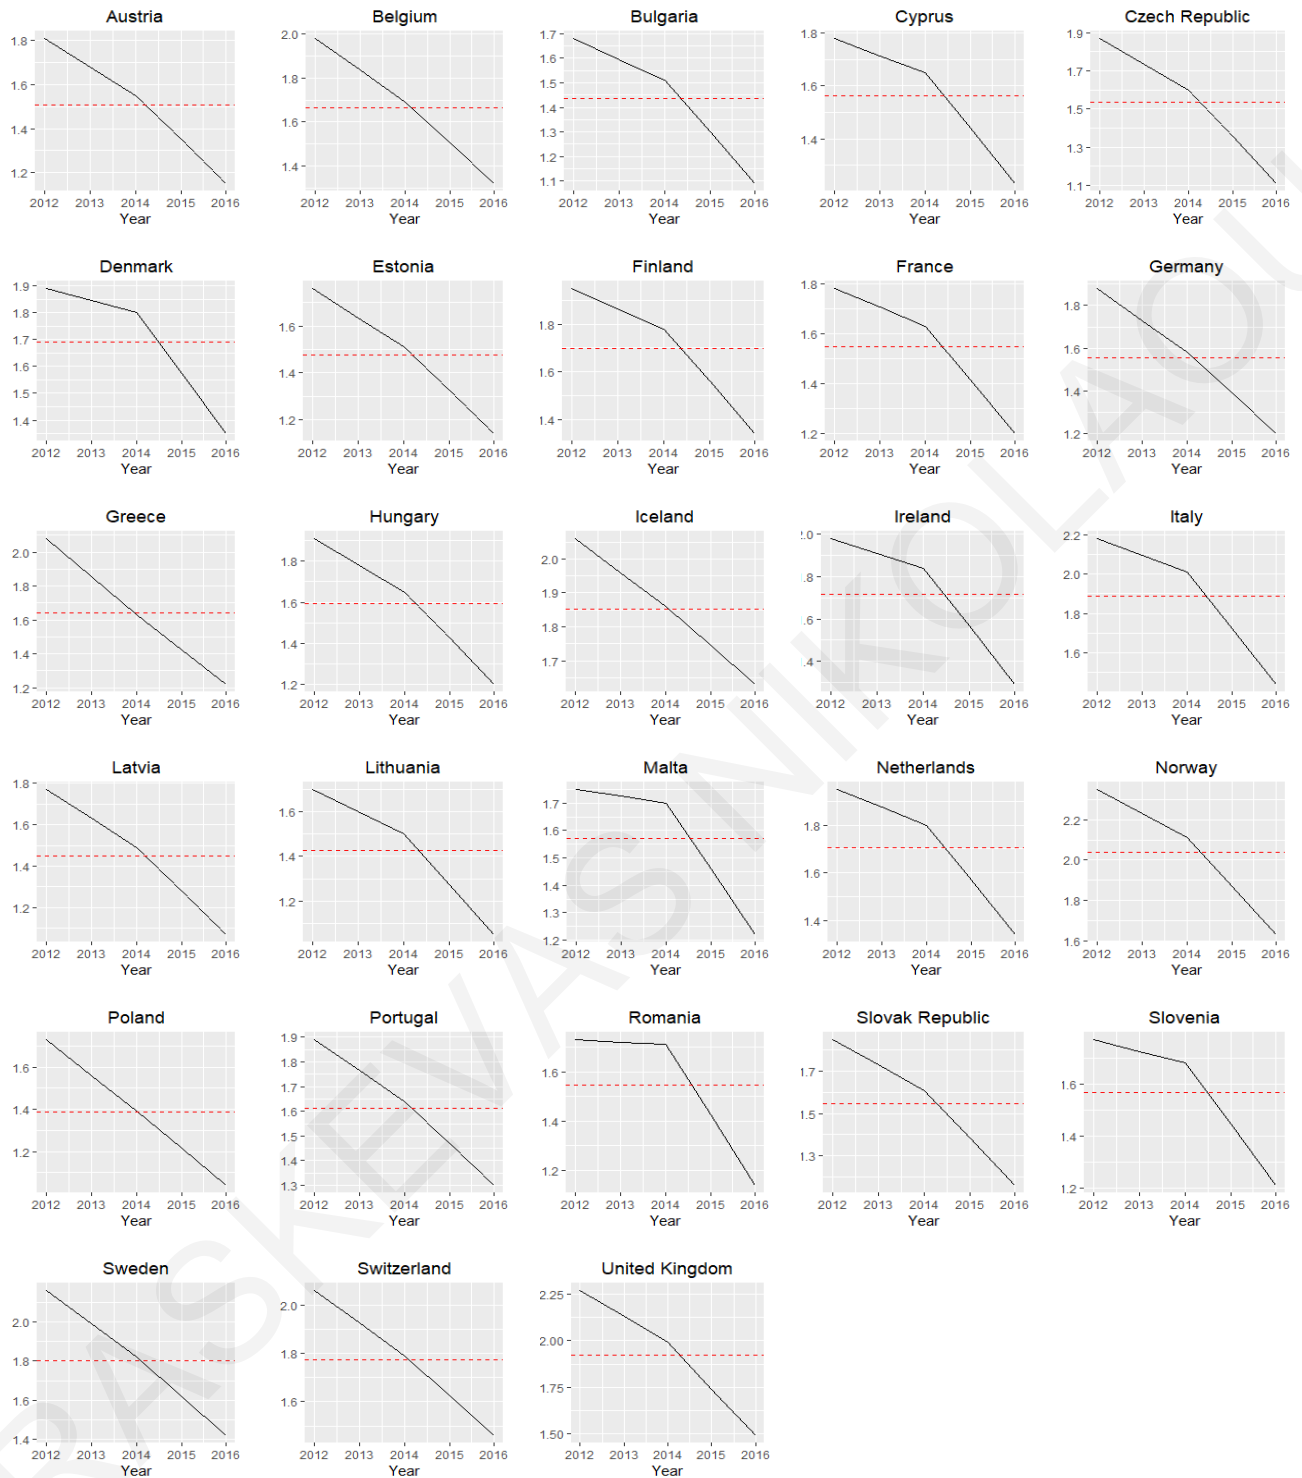 Austria Belgium Bulgaria Cyprus Czech Republic
1.8 1.6 1.4 1.2
2.0 1.8 1.6 1.4
1.7 1.6 1.5 1.4 1.3 1.2 1.1
1.8 1.6 1.4
1.9 1.7 1.5 1.3 1.1
2012 2013 2014 2015 2016 2012 2013 2014 2015 2016 2012 2013 2014 2015 2016 2012 2013 2014 2015 2016 2012 2013 2014 2015 2016
Year Year Year Year Year
Denmark Estonia Finland France Germany
1.9 1.8 1.7 1.6 1.5 1.4
1.6 1.4 1.2
1.8 1.6 1.4
1.8 1.6 1.4 1.2
1.8 1.6 1.4 1.2
2012 2013 2014 2015 2016 2012 2013 2014 2015 2016 2012 2013 2014 2015 2016 2012 2013 2014 2015 2016 2012 2013 2014 2015 2016
Year Year Year Year Year
Greece Hungary Iceland Ireland Italy
2.0 1.8 1.6 1.4 1.2
1.8 1.6 1.4 1.2
2.0 1.9 1.8 1.7
2.0 .8 .6 .4
2.2 2.0 1.8 1.6
2012 2013 2014 2015 2016 2012 2013 2014 2015 2016 2012 2013 2014 2015 2016 2012 2013 2014 2015 2016 2012 2013 2014 2015 2016
Year Year Year Year Year
Latvia Lithuania Malta Netherlands Norway
1.8 1.6 1.4 1.2
1.6 1.4 1.2
1.7 1.6 1.5 1.4 1.3 1.2
1.8 1.6 1.4
2.2 2.0 1.8 1.6
2012 2013 2014 2015 2016 2012 2013 2014 2015 2016 2012 2013 2014 2015 2016 2012 2013 2014 2015 2016 2012 2013 2014 2015 2016
Year Year Year Year Year
Poland Portugal Romania Slovak Republic Slovenia
1.6 1.4 1.2
1.9 1.8 1.7 1.6 1.5 1.4 1.3
1.6 1.4 1.2
1.7 1.5 1.3
1.6 1.4 1.2
2012 2013 2014 2015 2016 2012 2013 2014 2015 2016 2012 2013 2014 2015 2016 2012 2013 2014 2015 2016 2012 2013 2014 2015 2016
Year Year Year Year Year
Sweden Switzerland United Kingdom
2.0 1.8 1.6 1.4
2.0 1.8 1.6
2.25 2.00 1.75 1.50
2012 2013 2014 2015 2016 2012 2013 2014 2015 2016 2012 2013 2014 2015 2016
Year Year Year
RASKEVAS NIKOLAOU